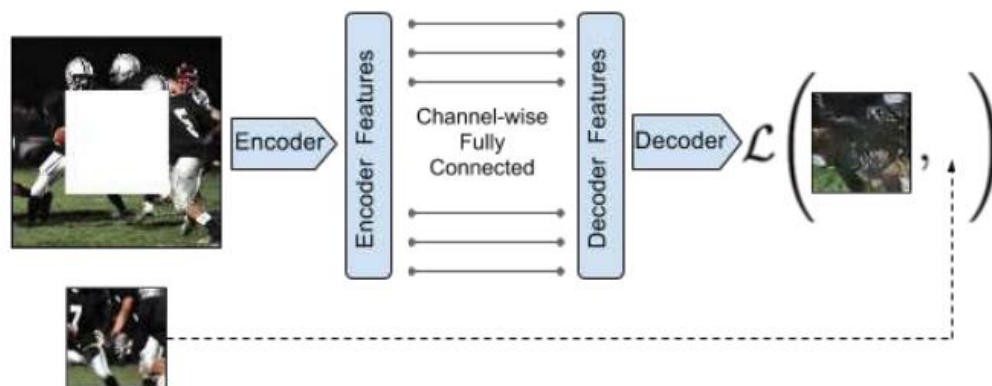 Encoder
Encoder Features
Channel-wise
Fully
Connected
Decoder Features
Decoder
ℒ ( , )